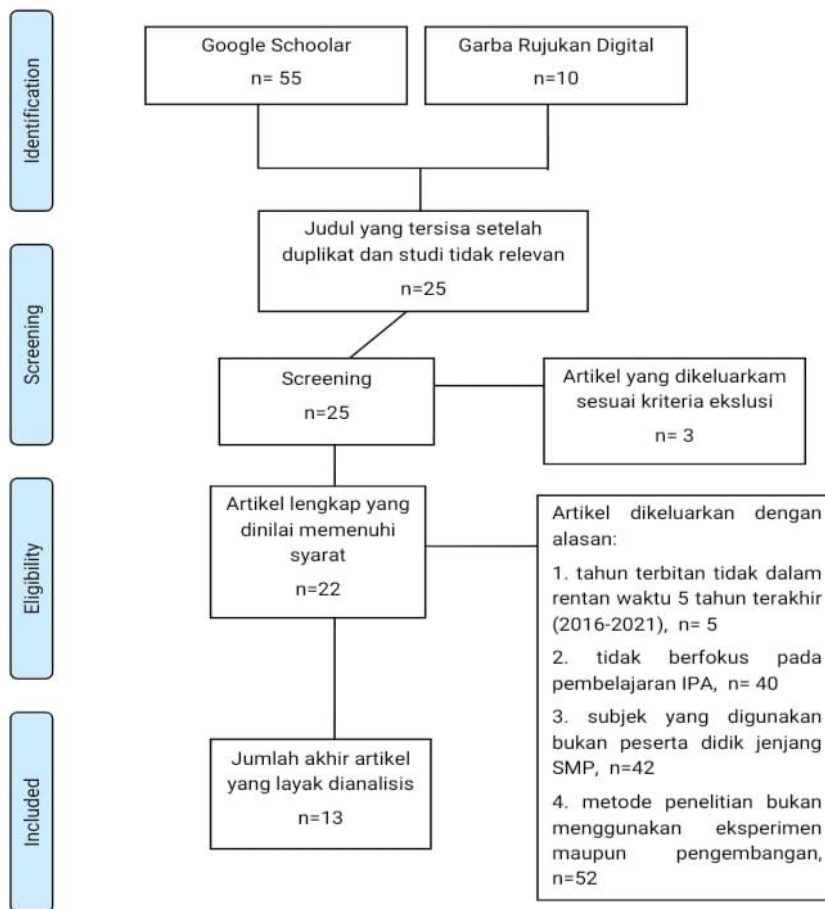 Identification
Google Schoolar
n= 55
Garba Rujukan Digital
n=10
Judul yang tersisa setelah
duplikat dan studi tidak relevan
n=25
Screening
Screening
n=25
Artikel yang dikeluarkam
sesuai kriteria ekslusi
n= 3
Eligibility
Artikel lengkap yang
dinilai memenuhi
syarat
n=22
Artikel dikeluarkan dengan
alasan:
1. tahun terbitan tidak dalam
rentan waktu 5 tahun terakhir
(2016-2021), n= 5
2. tidak berfokus pada
pembelajaran IPA, n= 40
3. subjek yang digunakan
bukan peserta didik jenjang
SMP, n=42
4. metode penelitian bukan
menggunakan eksperimen
maupun pengembangan,
n=52
Included
Jumlah akhir artikel
yang layak dianalisis
n=13